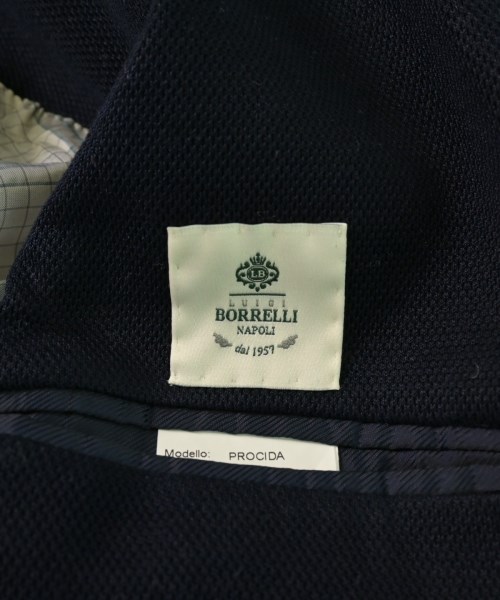 LB
LUIGI
BORRELLI
NAPOLI
dal 1957
Modello: PROCIDA